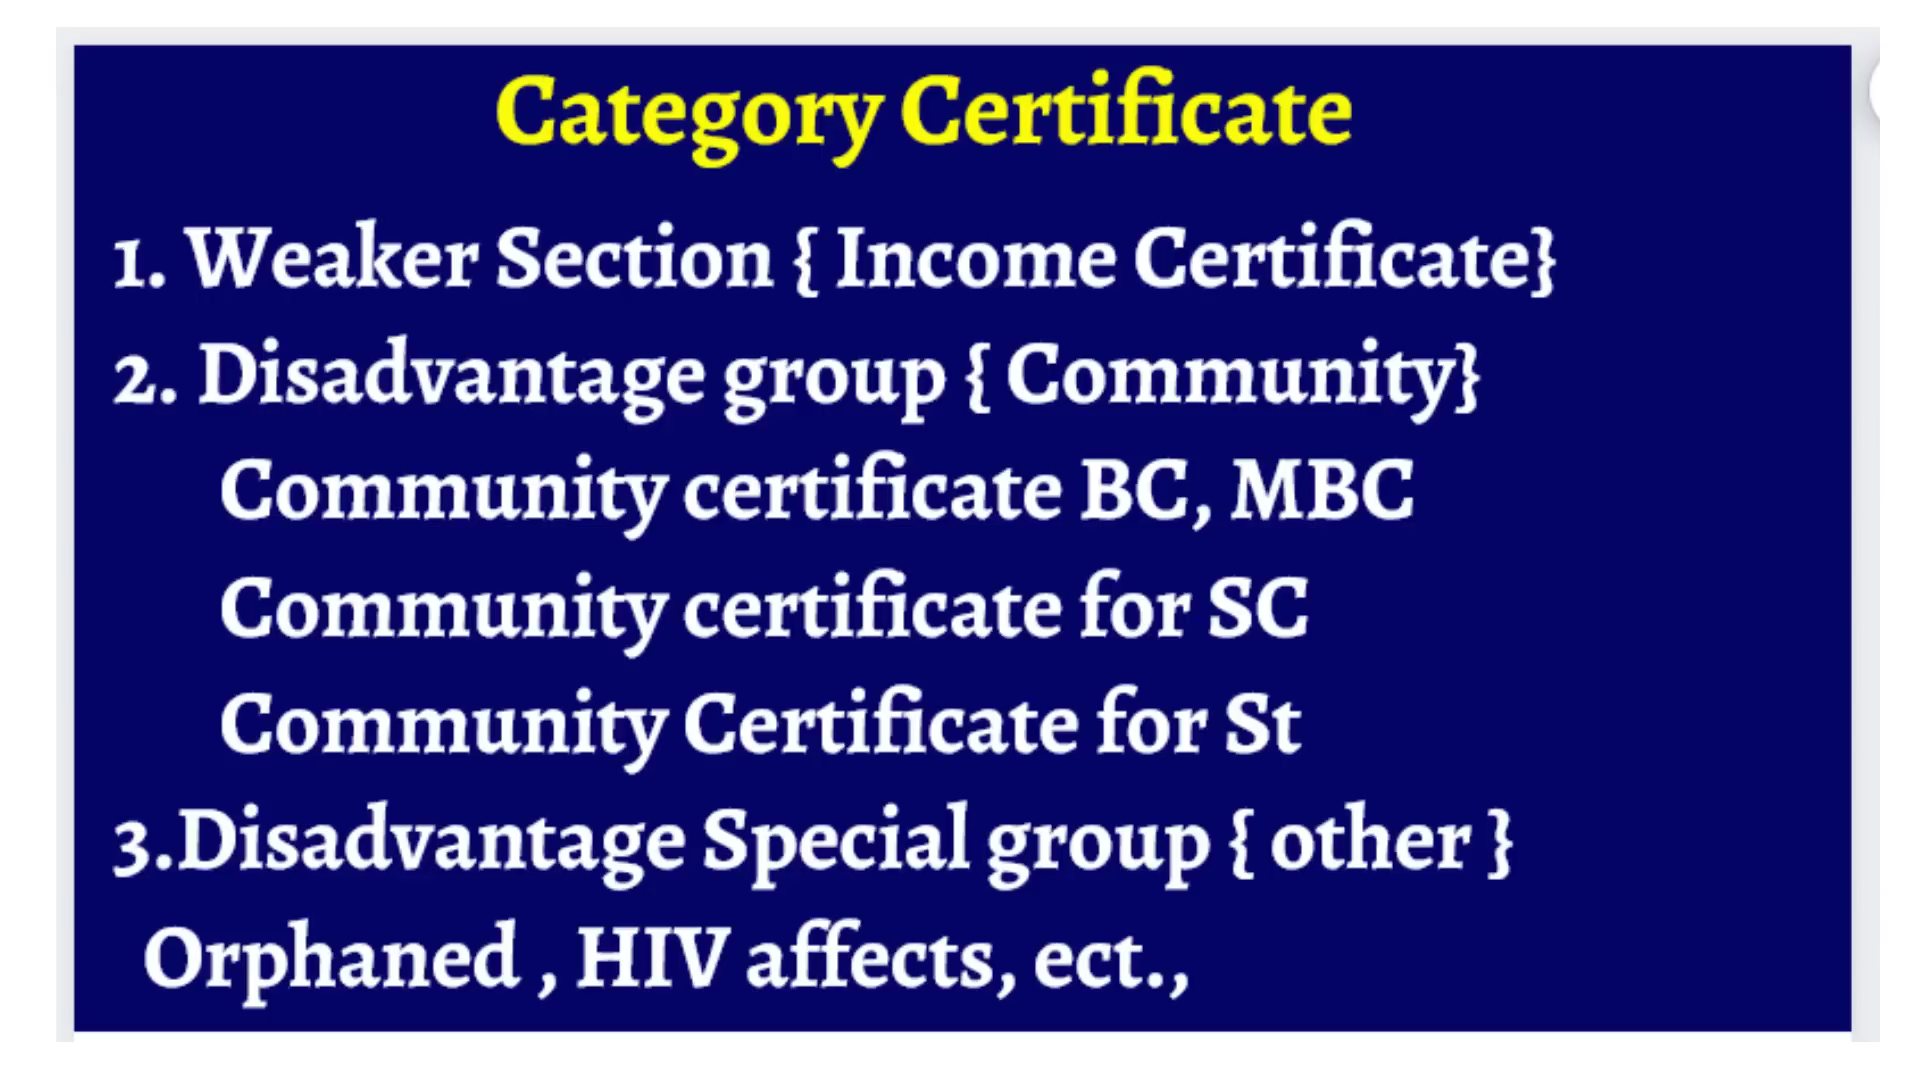 Category Certificate
1. Weaker Section { Income Certificate}
2. Disadvantage group { Community}
Community certificate BC, MBC
Community certificate for SC
Community Certificate for St
3.Disadvantage Special group { other }
Orphaned , HIV affects, ect.,